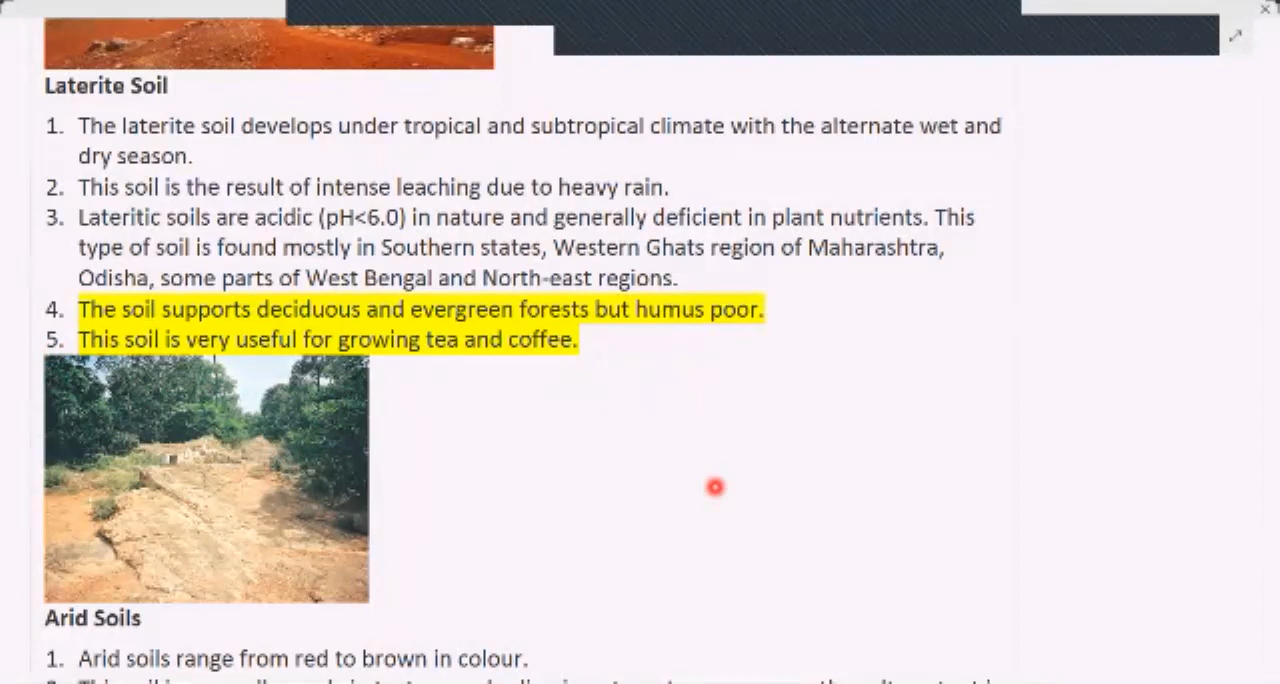 Laterite Soil
1. The laterite soil develops under tropical and subtropical climate with the alternate wet and
dry season.
2. This soil is the result of intense leaching due to heavy rain.
3. Lateritic soils are acidic (pH<6.0) in nature and generally deficient in plant nutrients. This
type of soil is found mostly in Southern states, Western Ghats region of Maharashtra,
Odisha, some parts of West Bengal and North-east regions.
4. The soil supports deciduous and evergreen forests but humus poor.
5. This soil is very useful for growing tea and coffee.
Arid Soils
1. Arid soils range from red to brown in colour.